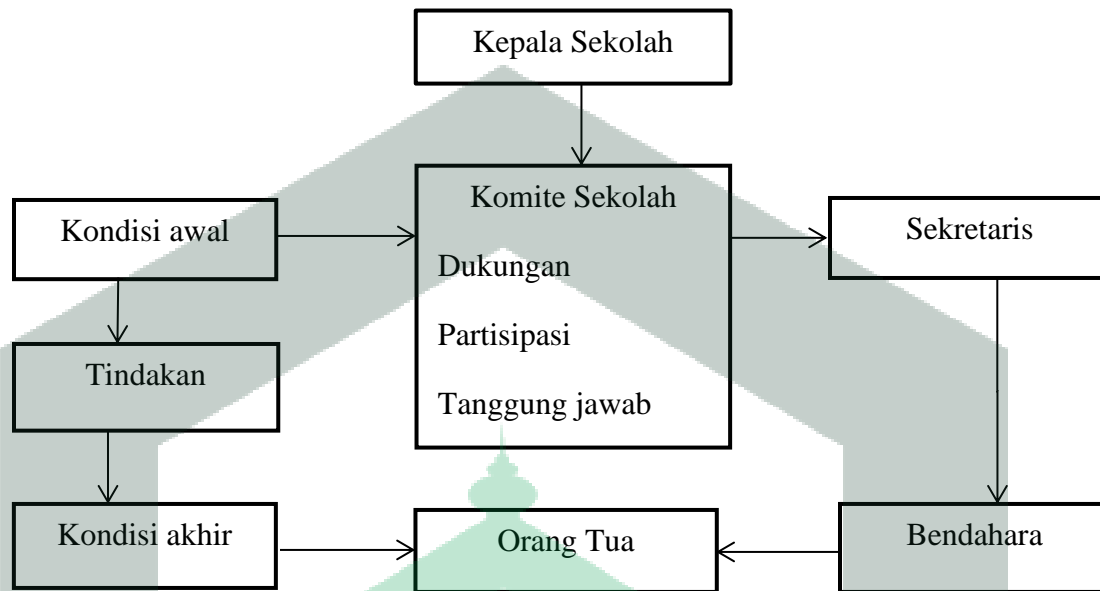 Kepala Sekolah
Komite Sekolah
Dukungan
Partisipasi
Tanggung jawab
Kondisi awal
Sekretaris
Tindakan
Kondisi akhir
Orang Tua
Bendahara